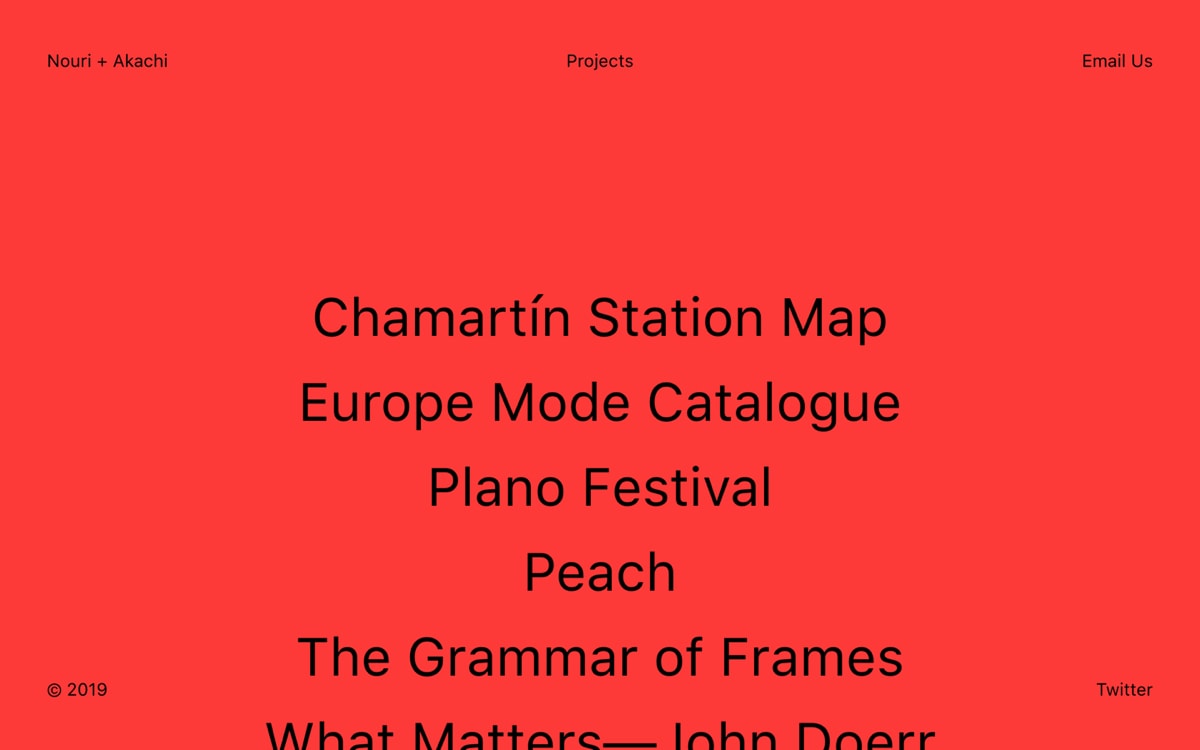 Nouri + Akachi
Projects
Email Us
Chamartín Station Map
Europe Mode Catalogue
Plano Festival
Peach
The Grammar of Frames
© 2019
Twitter
What Matters— John Doerr